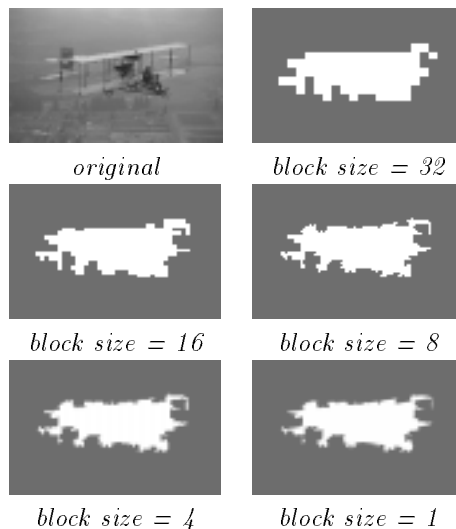 original
block size = 32
block size = 16
block size = 8
block size = 4
block size = 1